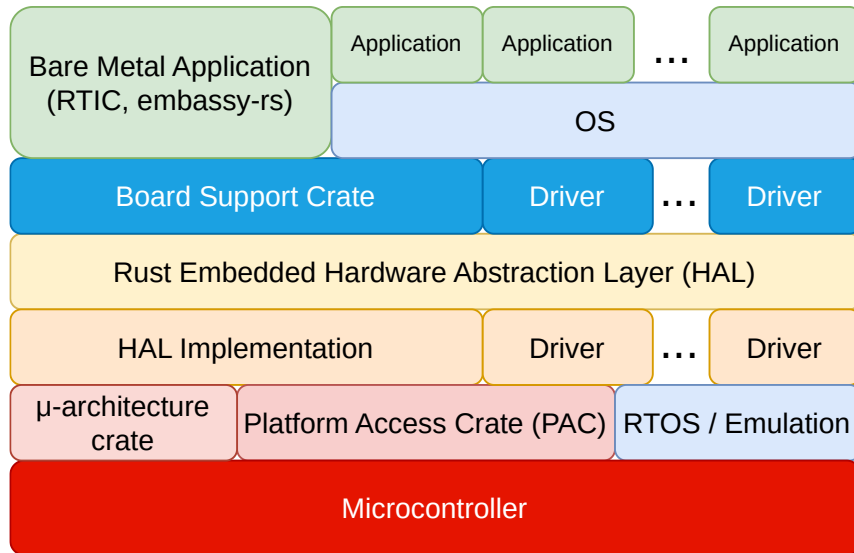 Bare Metal Application
(RTIC, embassy-rs)
Application
Application
...
Application
OS
Board Support Crate
Driver
...
Driver
Rust Embedded Hardware Abstraction Layer (HAL)
HAL Implementation
Driver
...
Driver
μ-architecture
crate
Platform Access Crate (PAC)
RTOS / Emulation
Microcontroller